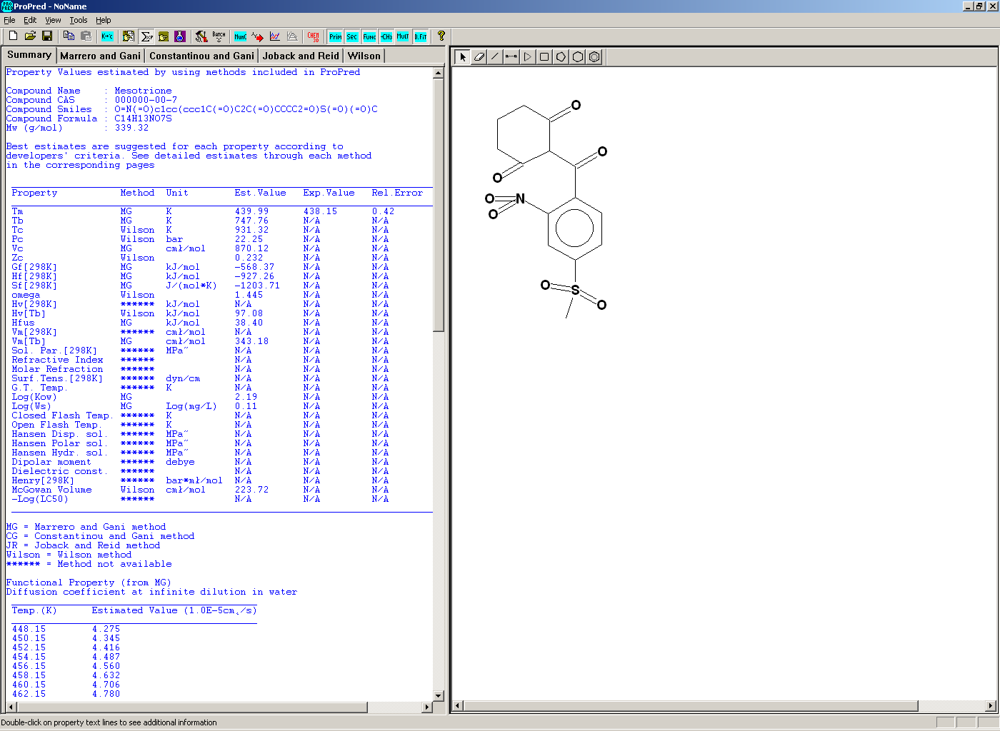 ProPred - NoName
File Edit View Tools Help
Summary Marrero and Gani Constantinou and Gani Joback and Reid Wilson
Property Values estimated by using methods included in ProPred
Compound Name : Mesotrione
Compound CAS : 000000-00-7
Compound Smiles : O=N(=O)c1cc(ccc1C(=O)C2C(=O)CCCC2=O)S(=O)(=O)C
Compound Formula : C14H13NO7S
Mw (g/mol) : 339.32
Best estimates are suggested for each property according to
developers' criteria. See detailed estimates through each method
in the corresponding pages
Property Method Unit Est.Value Exp.Value Rel.Error
Tm MG K 439.99 438.15 0.42
Tb MG K 747.76 N/A N/A
Tc Wilson K 931.32 N/A N/A
Pc Wilson bar 22.25 N/A N/A
Vc MG cmł/mol 870.12 N/A N/A
Zc Wilson 0.232 N/A N/A
Gf[298K] MG kJ/mol -568.37 N/A N/A
Hf[298K] MG kJ/mol -927.26 N/A N/A
Sf[298K] MG J/(mol*K) -1203.71 N/A N/A
omega Wilson 1.445 N/A N/A
Hv[298K] ****** kJ/mol N/A N/A N/A
Hv[Tb] Wilson kJ/mol 97.08 N/A N/A
Hfus MG kJ/mol 38.40 N/A N/A
Vm[298K] ****** cmł/mol N/A N/A N/A
Vm[Tb] MG cmł/mol 343.18 N/A N/A
Sol. Par.[298K] ****** MPa˝ N/A N/A N/A
Refractive Index ****** N/A N/A N/A
Molar Refraction ****** N/A N/A N/A
Surf.Tens.[298K] ****** dyn/cm N/A N/A N/A
G.T. Temp. ****** K N/A N/A N/A
Log(Kow) MG 2.19 N/A N/A
Log(Ws) MG Log(mg/L) 0.11 N/A N/A
Closed Flash Temp. ****** K N/A N/A N/A
Open Flash Temp. ****** K N/A N/A N/A
Hansen Disp. sol. ****** MPa˝ N/A N/A N/A
Hansen Polar sol. ****** MPa˝ N/A N/A N/A
Hansen Hydr. sol. ****** MPa˝ N/A N/A N/A
Dipolar moment ****** debye N/A N/A N/A
Dielectric const. ****** N/A N/A N/A
Henry[298K] ****** bar*mł/mol N/A N/A N/A
McGowan Volume Wilson cmł/mol 223.72 N/A N/A
-Log(LC50) ****** N/A N/A N/A
MG = Marrero and Gani method
CG = Constantinou and Gani method
JR = Joback and Reid method
Wilson = Wilson method
****** = Method not available
Functional Property (from MG)
Diffusion coefficient at infinite dilution in water
Temp.(K) Estimated Value (1.0E-5cm˛/s)
448.15 4.275
450.15 4.345
452.15 4.416
454.15 4.487
456.15 4.560
458.15 4.632
460.15 4.706
462.15 4.780
O
O
O
O N
O
O S
O
Double-click on property text lines to see additional information